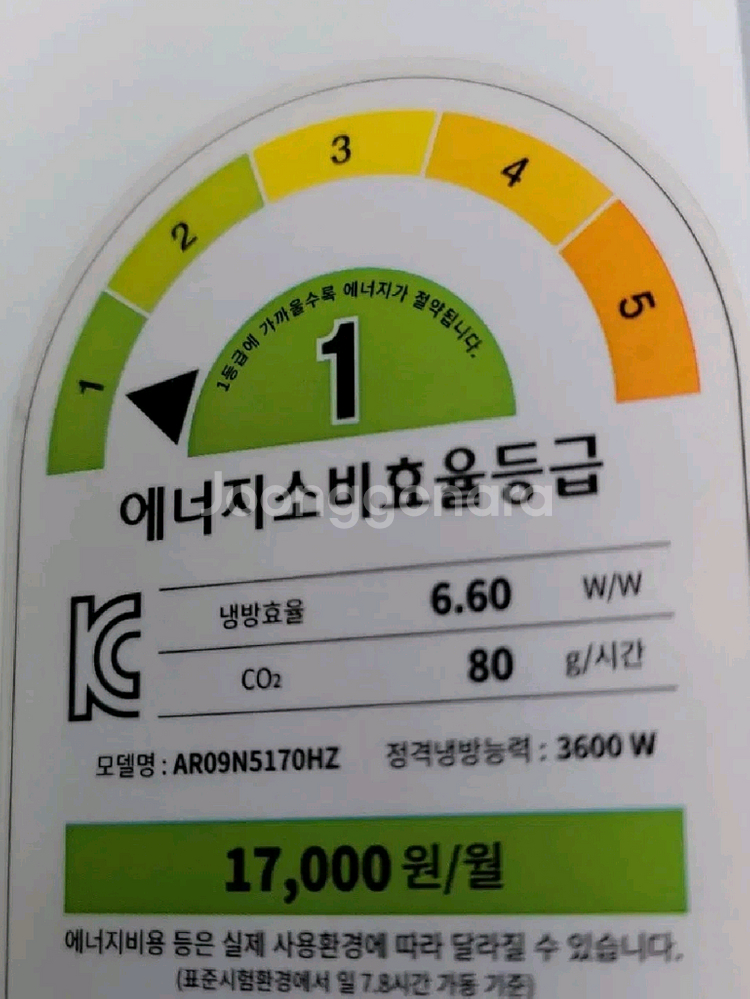 1
2
3
4
5
1등급에 가까울수록 에너지가 절약됩니다.
1
에너지소비효율등급
Joonggonara
냉방효율 6.60 W/W
CO₂ 80 g/시간
모델명 : AR09N5170HZ 정격냉방능력 : 3600 W
17,000 원/월
에너지비용 등은 실제 사용환경에 따라 달라질 수 있습니다.
(표준시험환경에서 일 7.8시간 가동 기준)